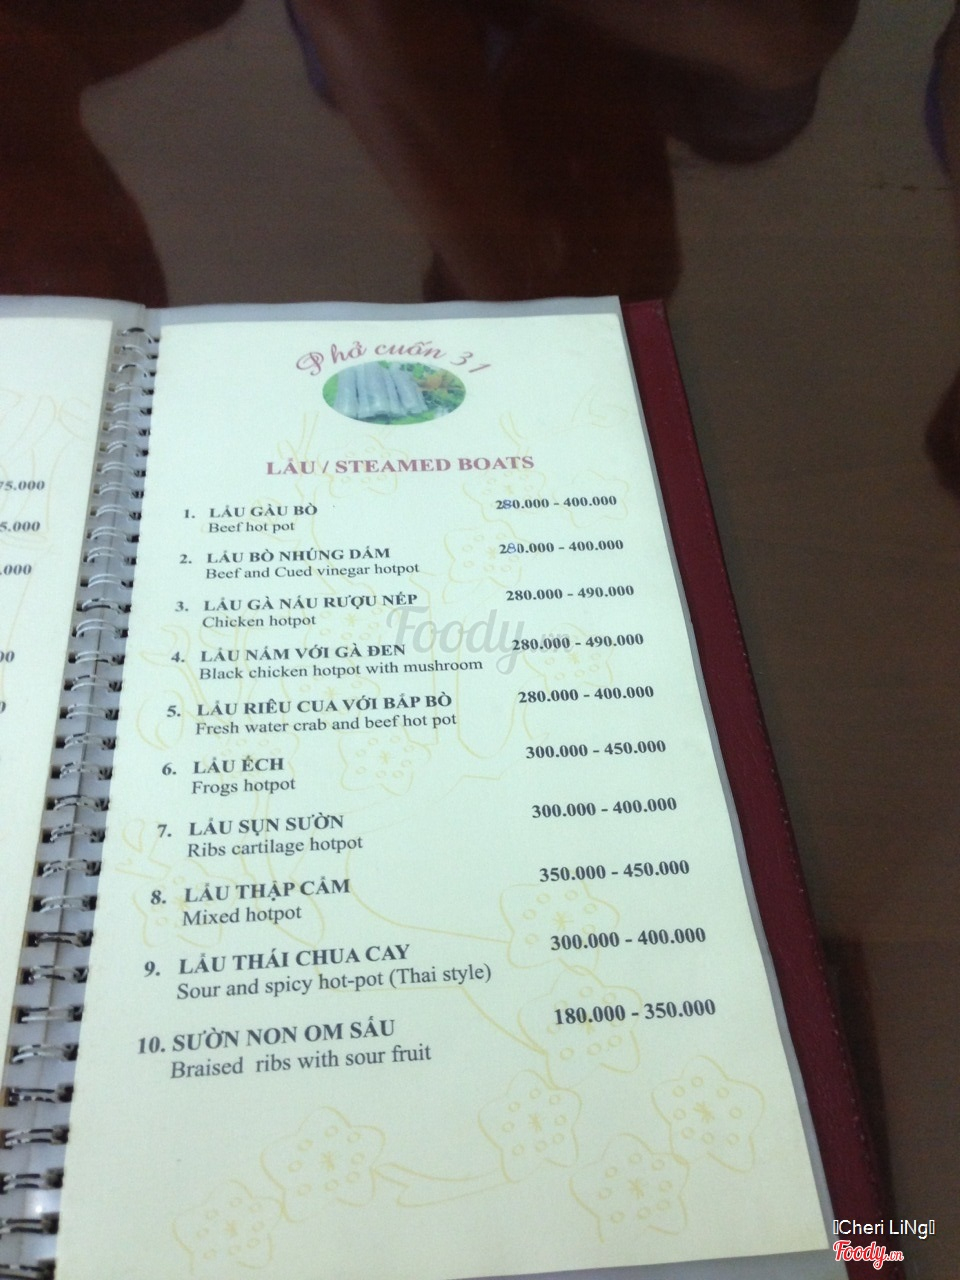 Phở cuốn 31
LẨU / STEAMED BOATS
1. LẨU GẦU BÒ 280.000 - 400.000
Beef hot pot
2. LẨU BÒ NHÚNG DẤM 280.000 - 400.000
Beef and Cued vinegar hotpot
3. LẨU GÀ NẤU RƯỢU NẾP 280.000 - 490.000
Chicken hotpot
4. LẨU NẤM VỚI GÀ ĐEN 280.000 - 490.000
Black chicken hotpot with mushroom
5. LẨU RIÊU CUA VỚI BẮP BÒ 280.000 - 400.000
Fresh water crab and beef hot pot
6. LẨU ẾCH 300.000 - 450.000
Frogs hotpot
7. LẨU SỤN SƯỜN 300.000 - 400.000
Ribs cartilage hotpot
8. LẨU THẬP CẨM 350.000 - 450.000
Mixed hotpot
9. LẨU THÁI CHUA CAY 300.000 - 400.000
Sour and spicy hot-pot (Thai style)
10. SƯỜN NON OM SẤU 180.000 - 350.000
Braised ribs with sour fruit
75.000
5.000
.000
00
Foody.vn
Cheri LiNg
Foody.vn